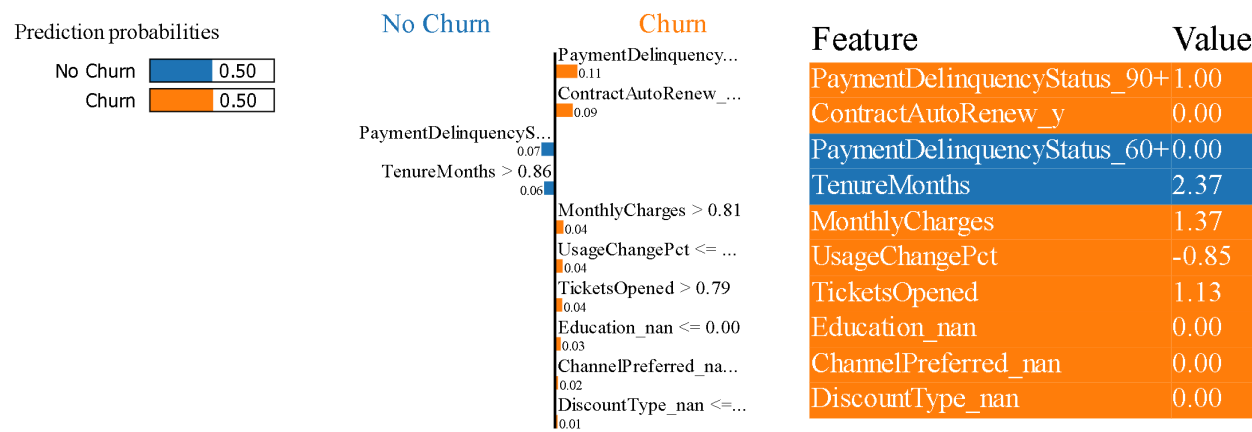 Prediction probabilities
No Churn 0.50
Churn 0.50
No Churn Churn
PaymentDelinquency...
0.11
ContractAutoRenew_...
0.09
PaymentDelinquencyS...
0.07
TenureMonths > 0.86
0.06
MonthlyCharges > 0.81
0.04
UsageChangePct <= ...
0.04
TicketsOpened > 0.79
0.04
Education_nan <= 0.00
0.03
ChannelPreferred_na...
0.02
DiscountType_nan <=...
0.01
Feature Value
PaymentDelinquencyStatus_90+ 1.00
ContractAutoRenew_y 0.00
PaymentDelinquencyStatus_60+ 0.00
TenureMonths 2.37
MonthlyCharges 1.37
UsageChangePct -0.85
TicketsOpened 1.13
Education_nan 0.00
ChannelPreferred_nan 0.00
DiscountType_nan 0.00